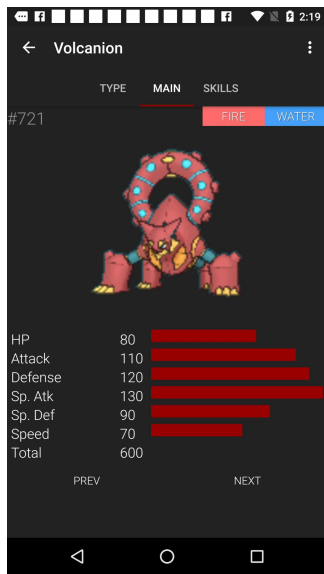 2:19
Volcanion
TYPE MAIN SKILLS
#721 FIRE WATER
HP 80
Attack 110
Defense 120
Sp. Atk 130
Sp. Def 90
Speed 70
Total 600
PREV NEXT